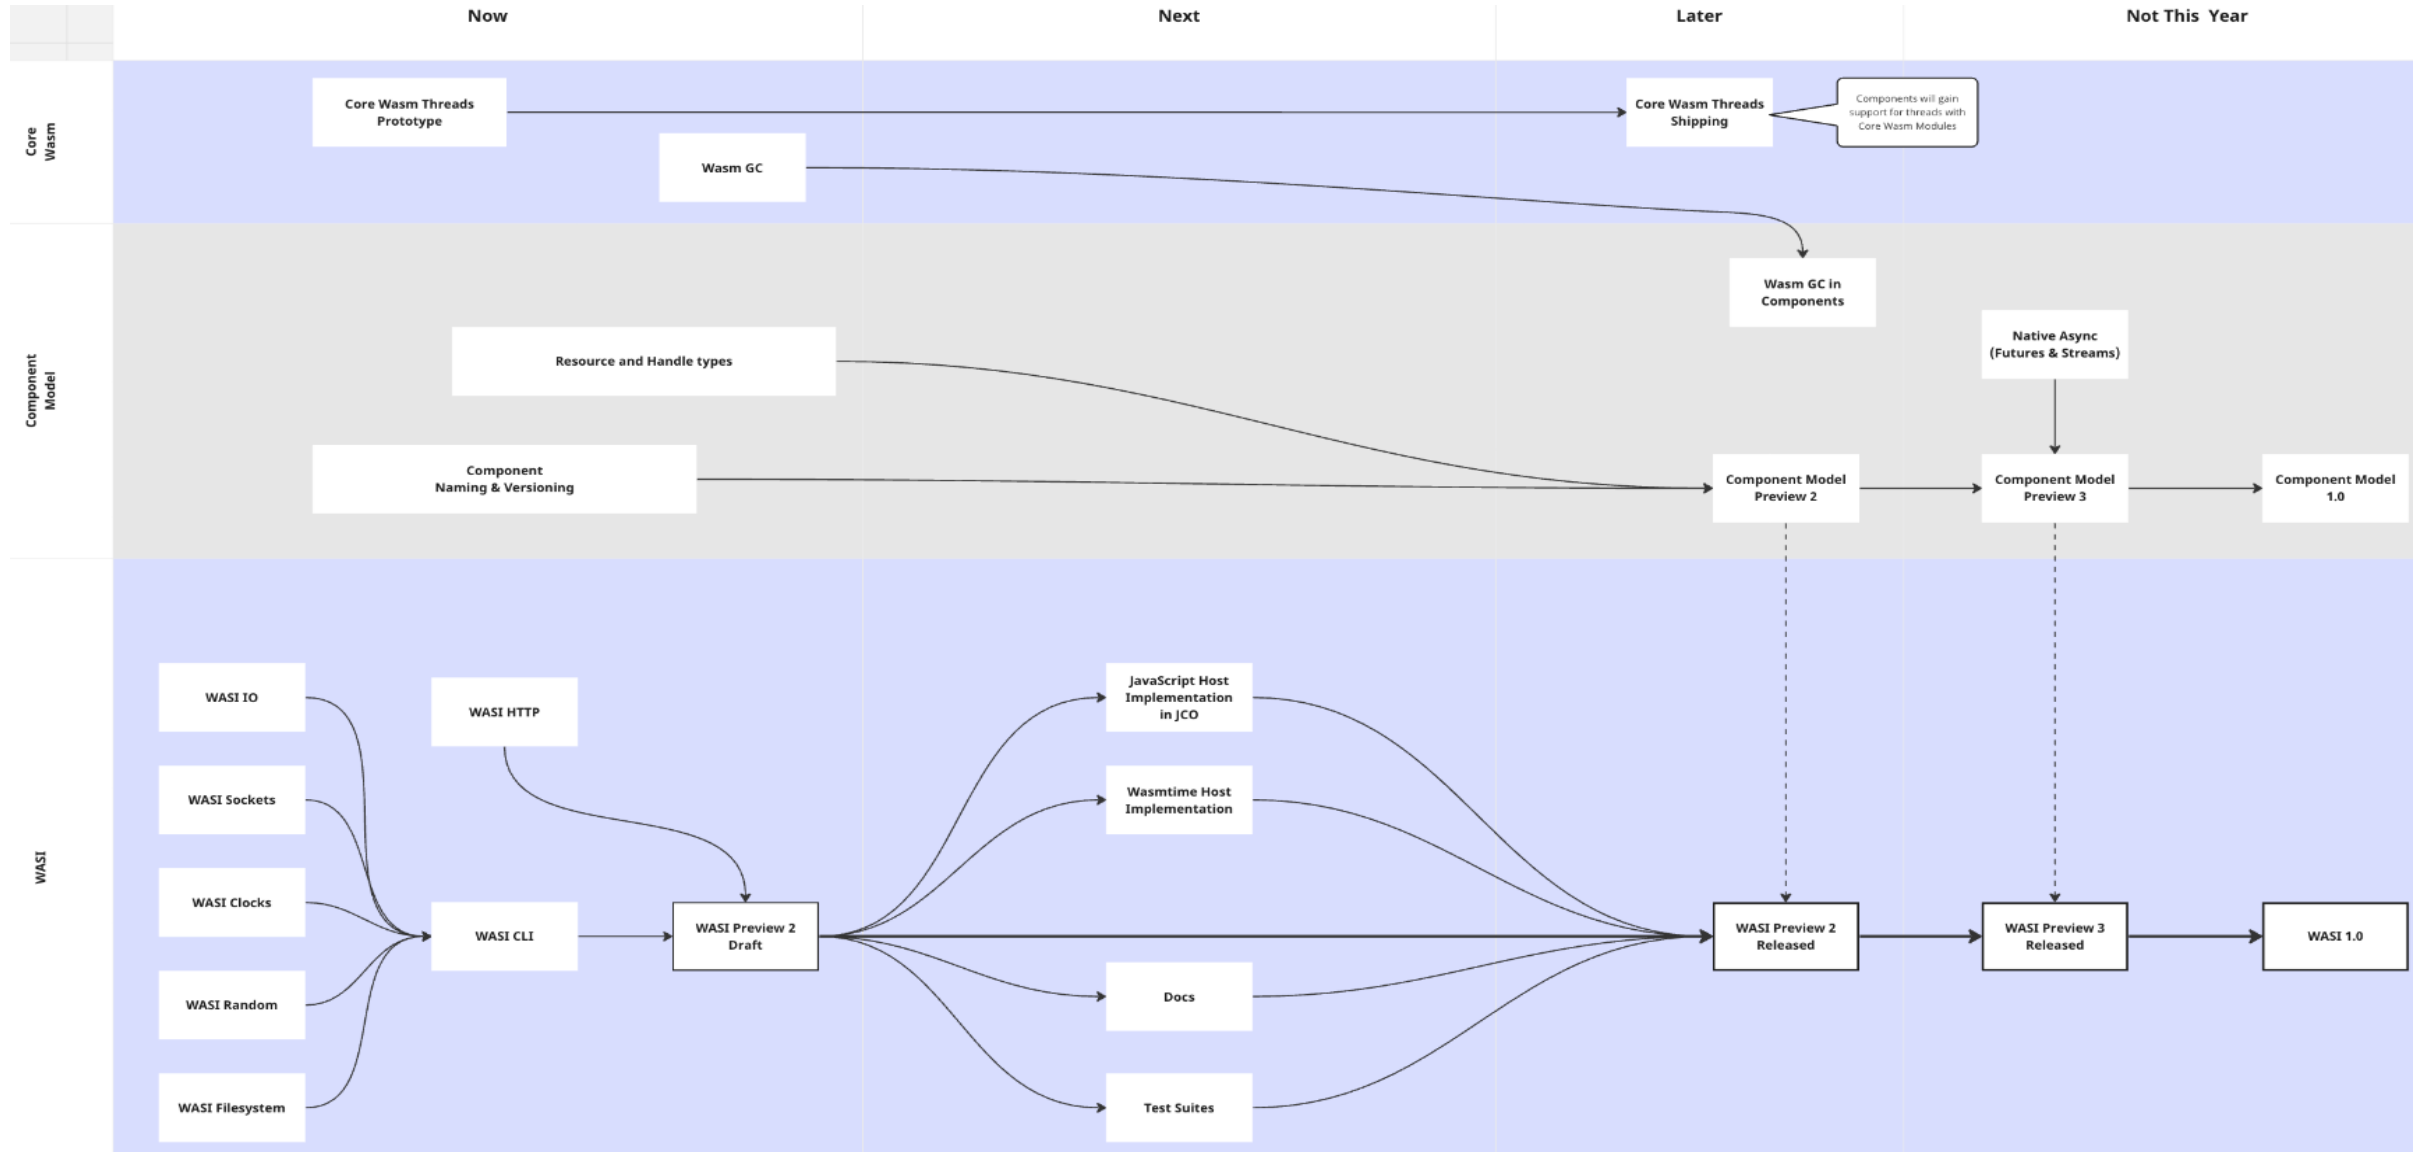 Now
Next
Later
Not This Year
Core
Wasm
Core Wasm Threads
Prototype
Core Wasm Threads
Shipping
Components will gain
support for threads with
Core Wasm Modules
Wasm GC
Component
Model
Wasm GC in
Components
Native Async
(Futures & Streams)
Resource and Handle types
Component
Naming & Versioning
Component Model
Preview 2
Component Model
Preview 3
Component Model
1.0
WASI
WASI IO
WASI HTTP
JavaScript Host
Implementation
in JCO
WASI Sockets
Wasmtime Host
Implementation
WASI Clocks
WASI CLI
WASI Preview 2
Draft
WASI Preview 2
Released
WASI Preview 3
Released
WASI 1.0
WASI Random
Docs
WASI Filesystem
Test Suites